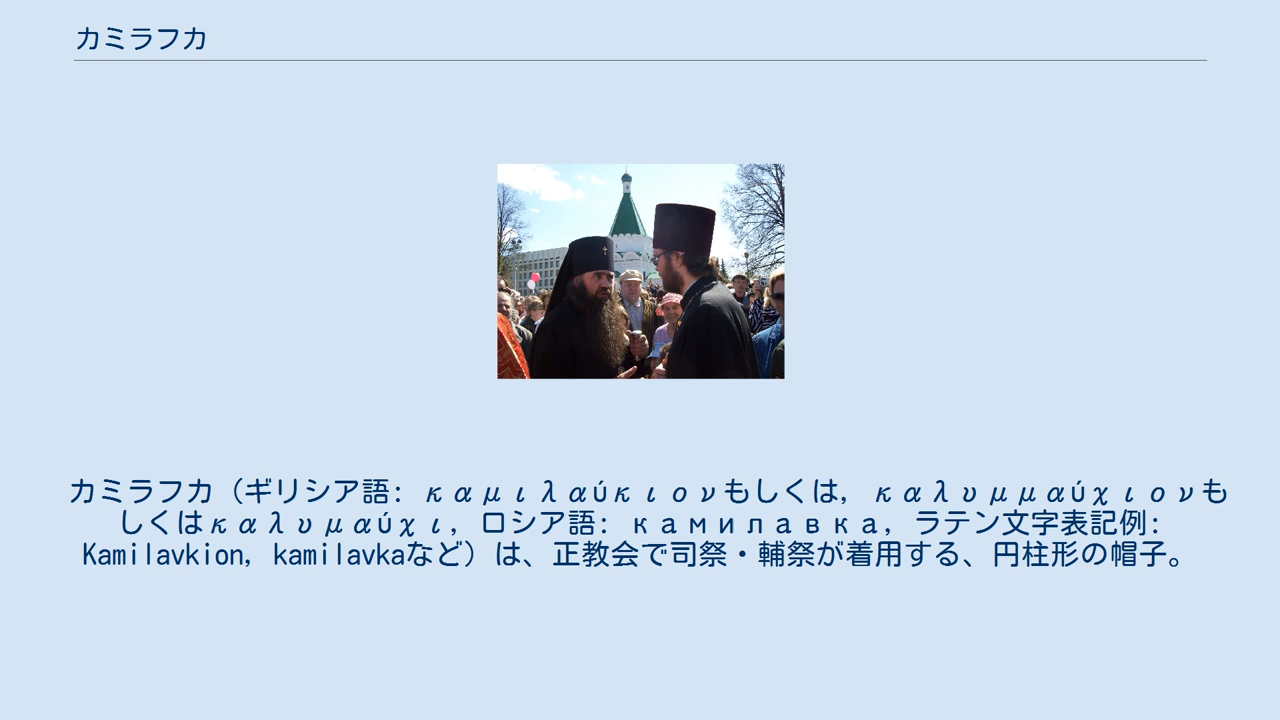 カミラフカ
カミラフカ（ギリシア語: καμιλαύκιονもしくは, καλυμμαύχιονも
しくはκαλυμαύχι, ロシア語: камилавка, ラテン文字表記例:
Kamilavkion, kamilavkaなど）は、正教会で司祭・輔祭が着用する、円柱形の帽子。